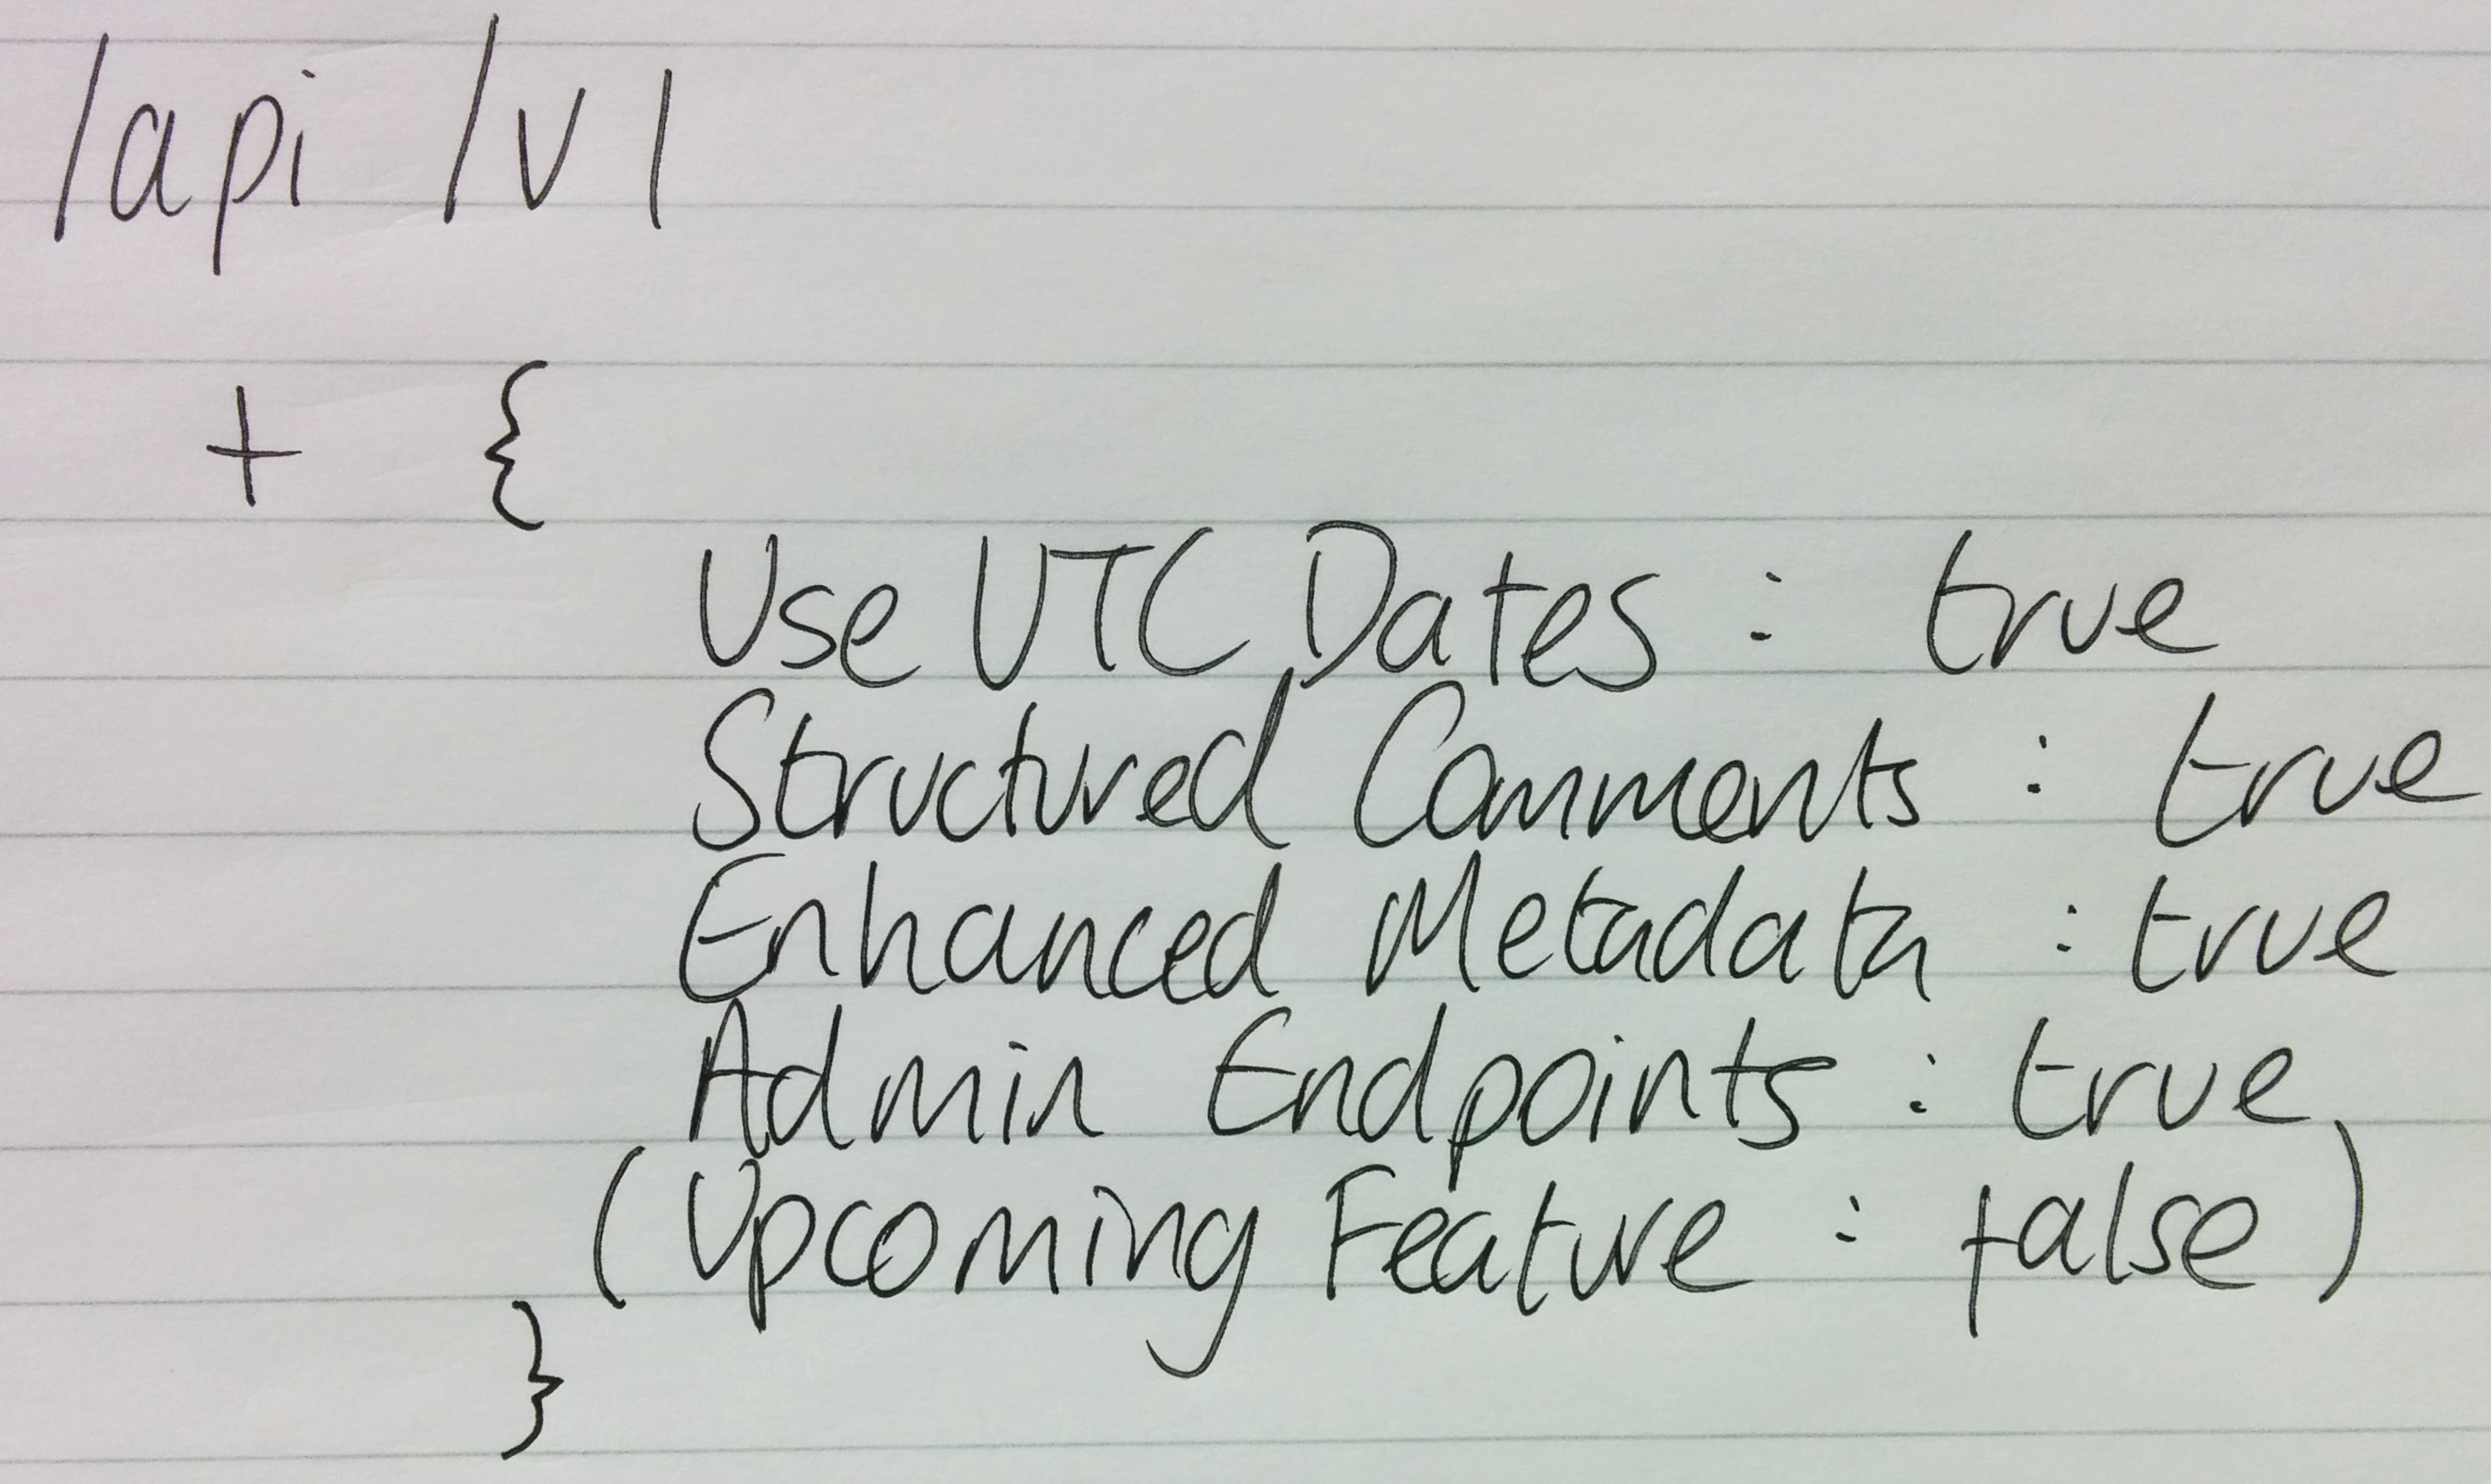 /api /v1
+ {
Use UTC Dates : true
Structured Comments : true
Enhanced Metadata : true
Admin Endpoints : true
(Upcoming Feature : false)
}